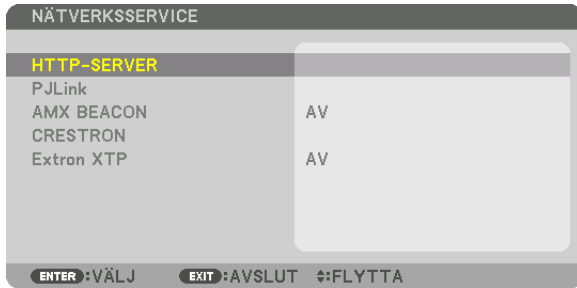 NÄTVERKSSERVICE
HTTP-SERVER
PJLink
AMX BEACON AV
CRESTRON
Extron XTP AV
ENTER :VÄLJ EXIT :AVSLUT :FLYTTA